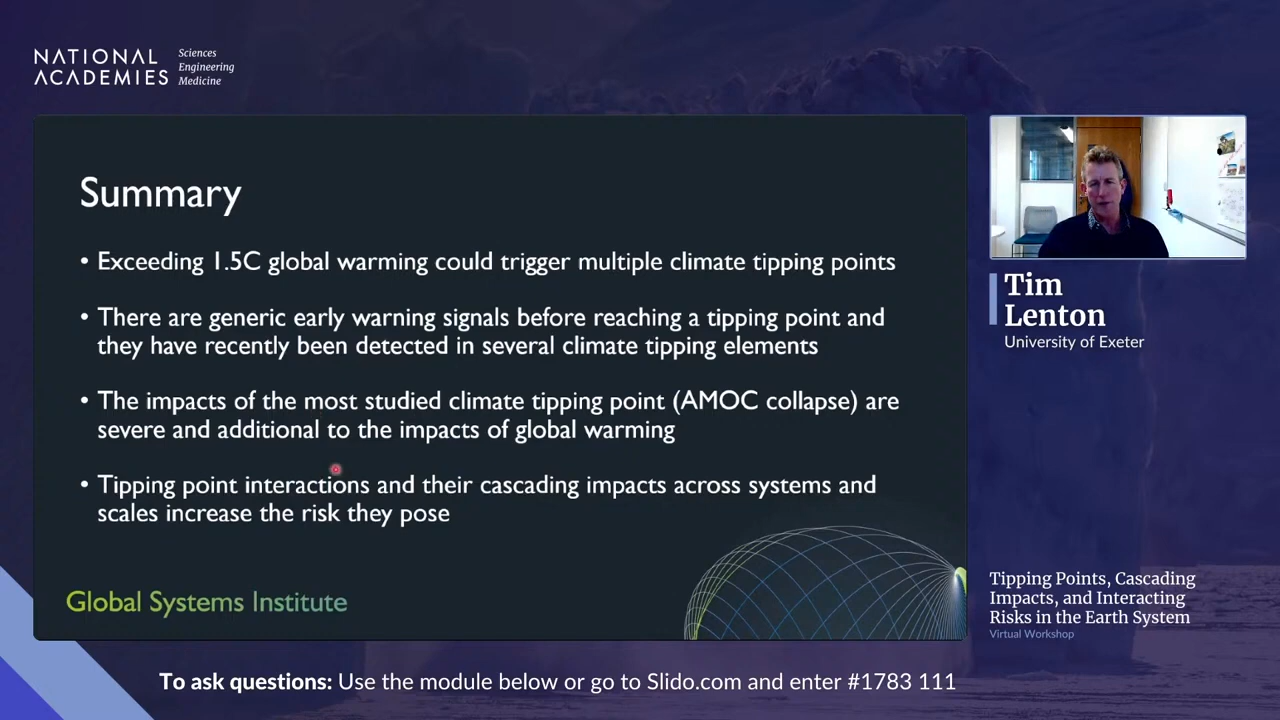 NATIONAL
ACADEMIES
Sciences
Engineering
Medicine
Summary
• Exceeding 1.5C global warming could trigger multiple climate tipping points
• There are generic early warning signals before reaching a tipping point and
they have recently been detected in several climate tipping elements
• The impacts of the most studied climate tipping point (AMOC collapse) are
severe and additional to the impacts of global warming
• Tipping point interactions and their cascading impacts across systems and
scales increase the risk they pose
Global Systems Institute
Tim
Lenton
University of Exeter
Tipping Points, Cascading
Impacts, and Interacting
Risks in the Earth System
Virtual Workshop
To ask questions: Use the module below or go to Slido.com and enter #1783 111